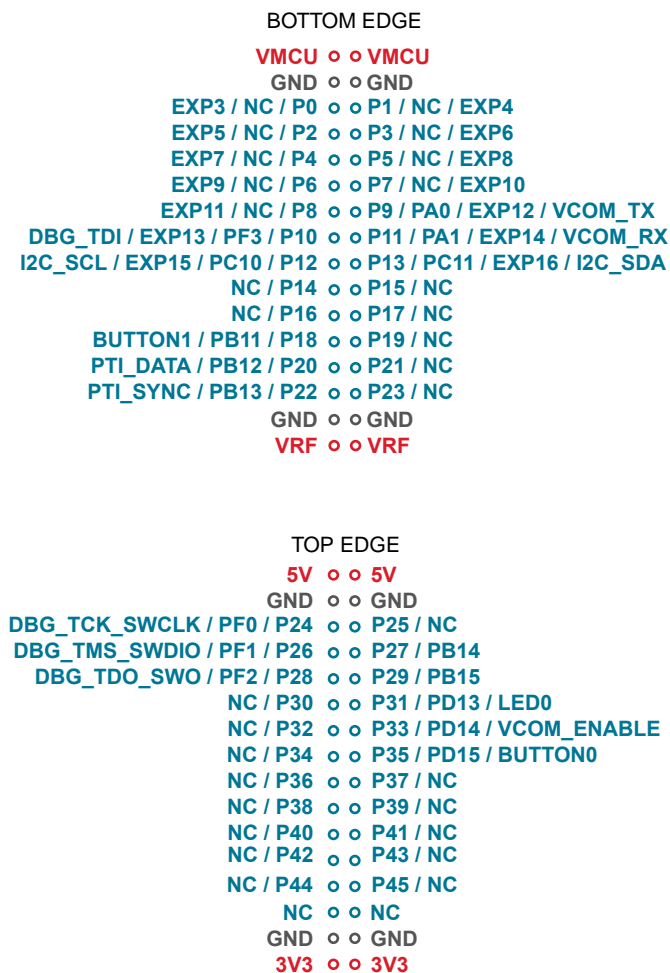 BOTTOM EDGE
VMCU VMCU
GND GND
EXP3 / NC / P0 P1 / NC / EXP4
EXP5 / NC / P2 P3 / NC / EXP6
EXP7 / NC / P4 P5 / NC / EXP8
EXP9 / NC / P6 P7 / NC / EXP10
EXP11 / NC / P8 P9 / PA0 / EXP12 / VCOM_TX
DBG_TDI / EXP13 / PF3 / P10 P11 / PA1 / EXP14 / VCOM_RX
I2C_SCL / EXP15 / PC10 / P12 P13 / PC11 / EXP16 / I2C_SDA
NC / P14 P15 / NC
NC / P16 P17 / NC
BUTTON1 / PB11 / P18 P19 / NC
PTI_DATA / PB12 / P20 P21 / NC
PTI_SYNC / PB13 / P22 P23 / NC
GND GND
VRF VRF
TOP EDGE
5V 5V
GND GND
DBG_TCK_SWCLK / PF0 / P24 P25 / NC
DBG_TMS_SWDIO / PF1 / P26 P27 / PB14
DBG_TDO_SWO / PF2 / P28 P29 / PB15
NC / P30 P31 / PD13 / LED0
NC / P32 P33 / PD14 / VCOM_ENABLE
NC / P34 P35 / PD15 / BUTTON0
NC / P36 P37 / NC
NC / P38 P39 / NC
NC / P40 P41 / NC
NC / P42 P43 / NC
NC / P44 P45 / NC
NC NC
GND GND
3V3 3V3